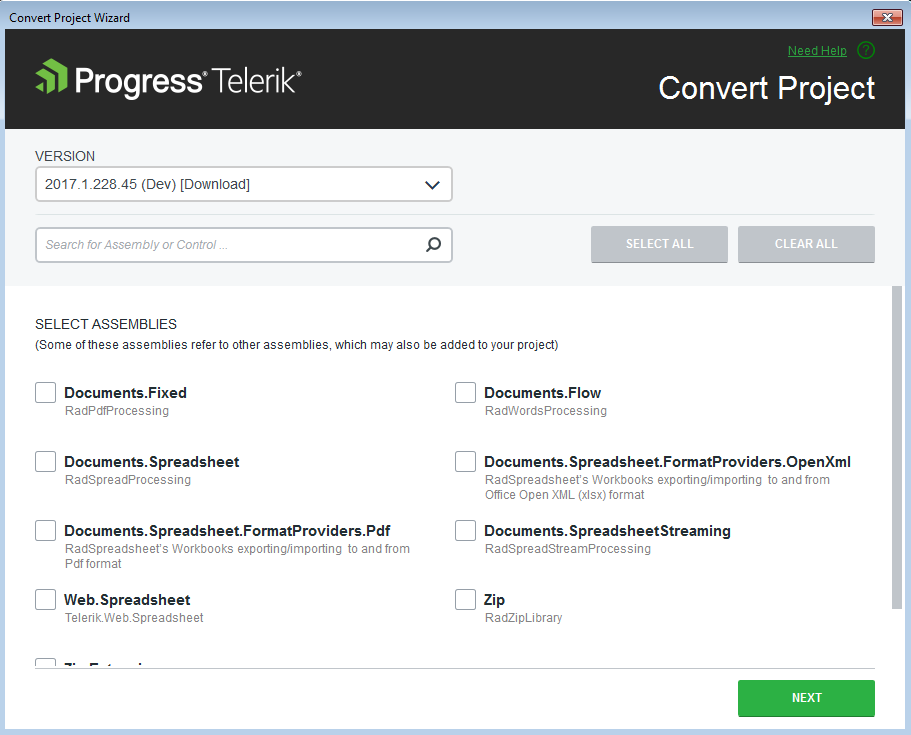 Convert Project Wizard
Need Help ?
Progress® Telerik®
Convert Project
VERSION
2017.1.228.45 (Dev) [Download]
Search for Assembly or Control ...
SELECT ALL
CLEAR ALL
SELECT ASSEMBLIES
(Some of these assemblies refer to other assemblies, which may also be added to your project)
Documents.Fixed
RadPdfProcessing
Documents.Flow
RadWordsProcessing
Documents.Spreadsheet
RadSpreadProcessing
Documents.Spreadsheet.FormatProviders.OpenXml
RadSpreadsheet's Workbooks exporting/importing to and from
Office Open XML (xlsx) format
Documents.Spreadsheet.FormatProviders.Pdf
RadSpreadsheet's Workbooks exporting/importing to and from
Pdf format
Documents.SpreadsheetStreaming
RadSpreadStreamProcessing
Web.Spreadsheet
Telerik.Web.Spreadsheet
Zip
RadZipLibrary
NEXT